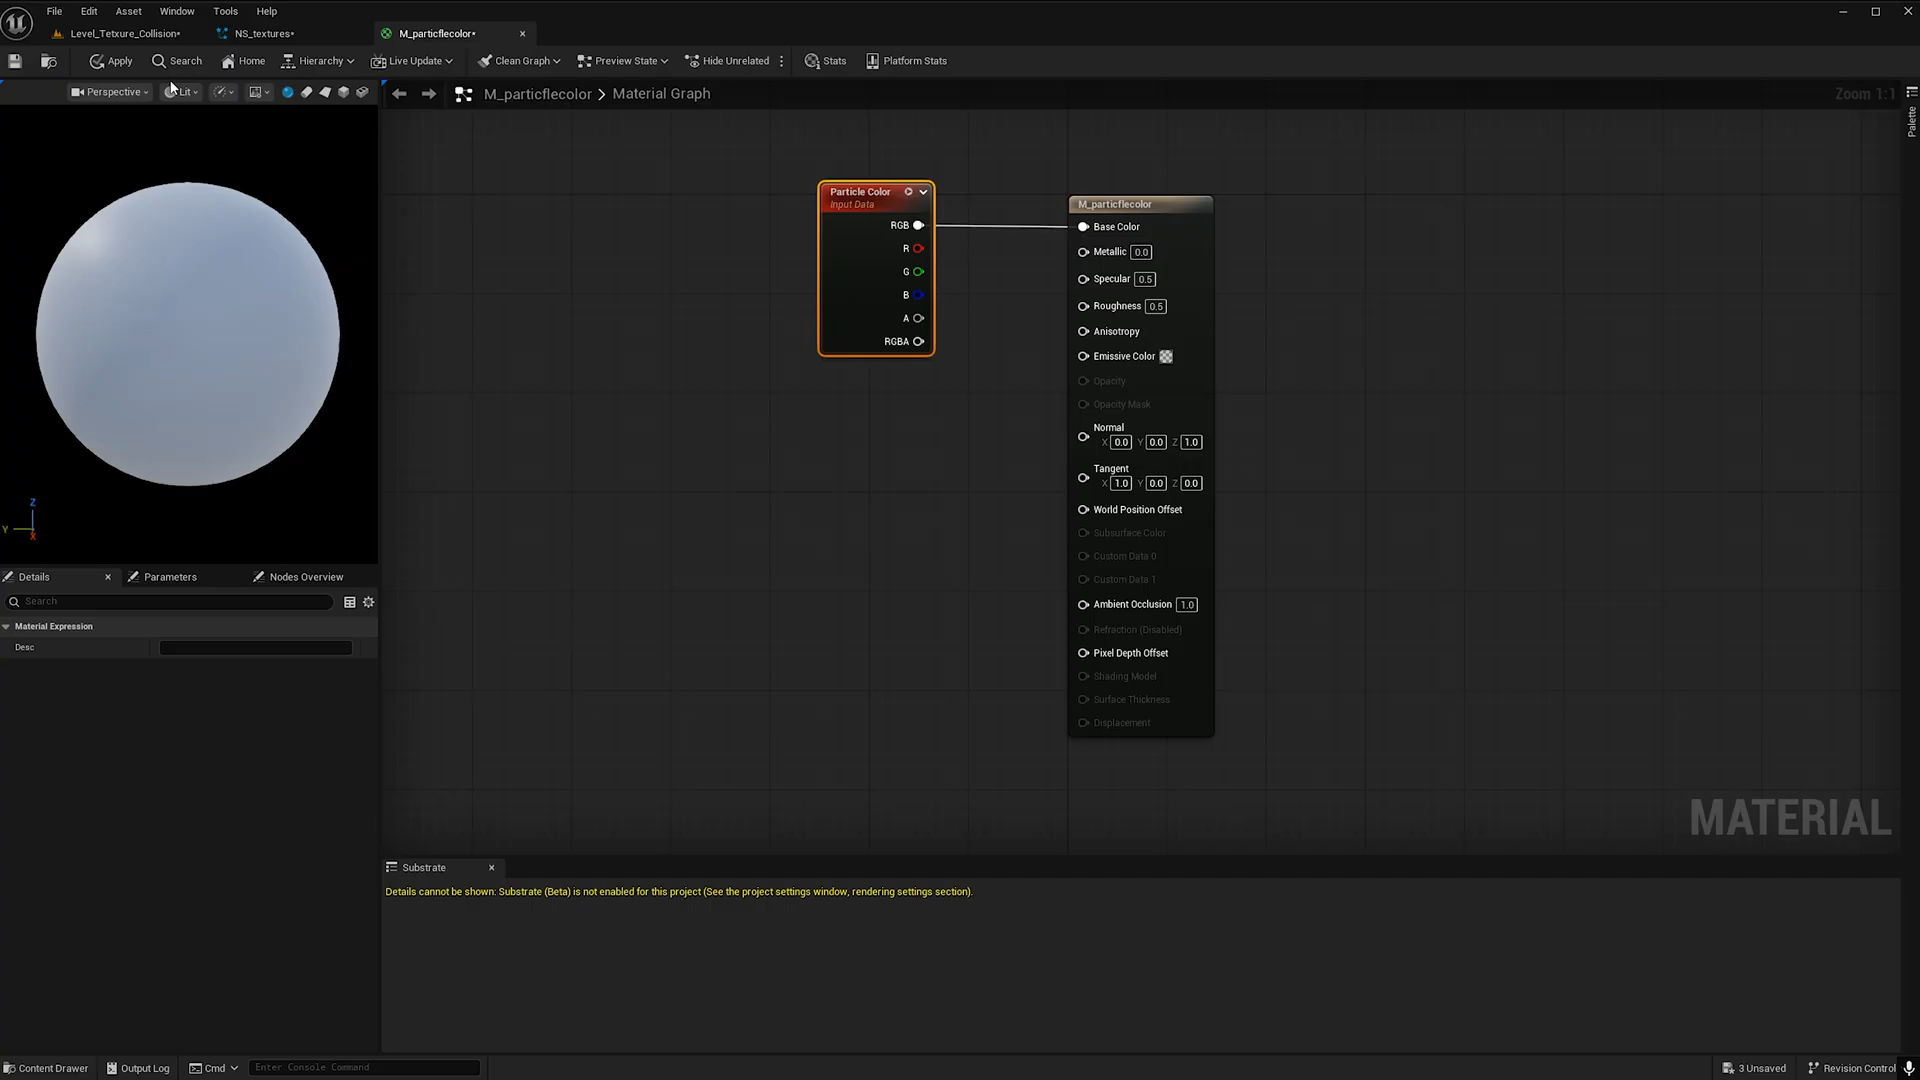 File Edit Asset Window Tools Help
Level_Tetxure_Collision* NS_textures* M_particflecolor*
Apply Search Home Hierarchy Live Update Clean Graph Preview State Hide Unrelated Stats Platform Stats
Perspective Lit M_particflecolor > Material Graph Zoom 1:1
Palette
Particle Color
Input Data
RGB
R
G
B
A
RGBA
M_particflecolor
Base Color
Metallic 0.0
Specular 0.5
Roughness 0.5
Anisotropy
Emissive Color
Opacity
Opacity Mask
Normal
X 0.0 Y 0.0 Z 1.0
Tangent
X 1.0 Y 0.0 Z 0.0
World Position Offset
Subsurface Color
Custom Data 0
Custom Data 1
Ambient Occlusion 1.0
Refraction (Disabled)
Pixel Depth Offset
Shading Model
Surface Thickness
Displacement
MATERIAL
Z
Y
X
Details Parameters Nodes Overview
Search
Material Expression
Desc
Substrate
Details cannot be shown: Substrate (Beta) is not enabled for this project (See the project settings window, rendering settings section).
Content Drawer Output Log Cmd Enter Console Command 3 Unsaved Revision Control